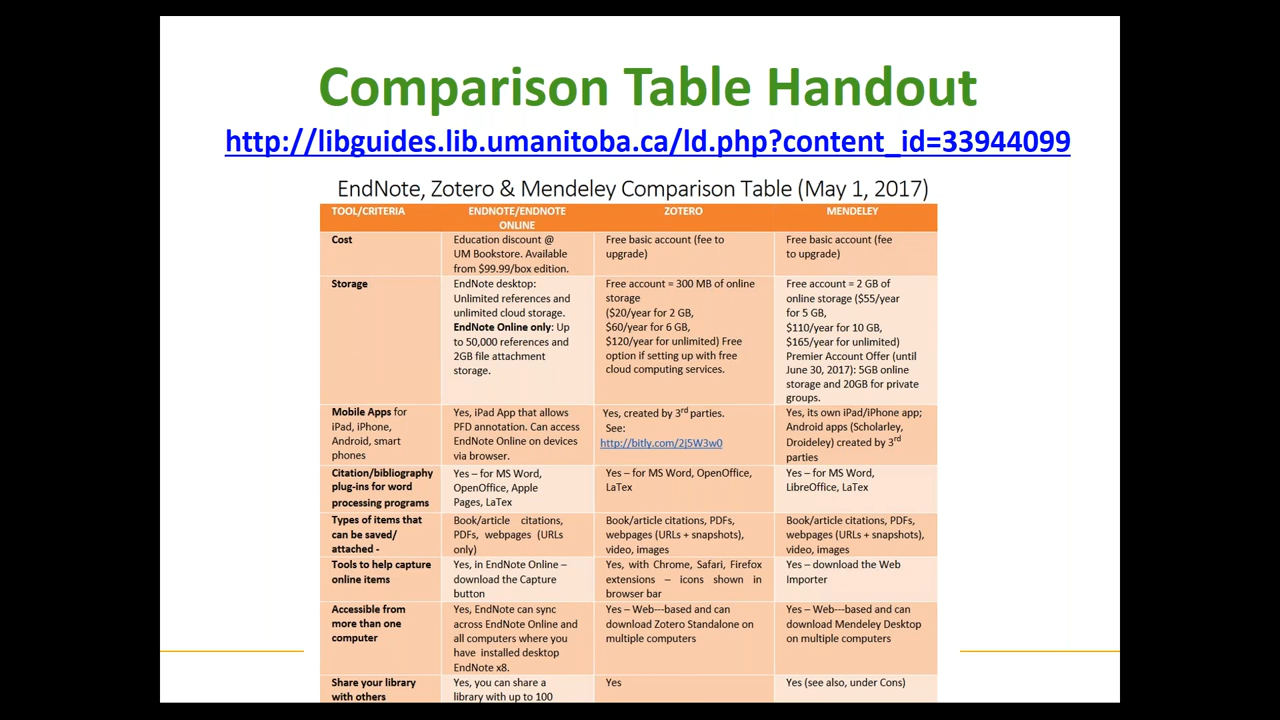 Comparison Table Handout
http://libguides.lib.umanitoba.ca/ld.php?content_id=33944099
EndNote, Zotero & Mendeley Comparison Table (May 1, 2017)
TOOL/CRITERIA
ENDNOTE/ENDNOTE
ONLINE
ZOTERO
MENDELEY
Cost
Education discount @
UM Bookstore. Available
from $99.99/box edition.
Free basic account (fee to
upgrade)
Free basic account (fee
to upgrade)
Storage
EndNote desktop:
Unlimited references and
unlimited cloud storage.
EndNote Online only: Up
to 50,000 references and
2GB file attachment
storage.
Free account = 300 MB of online
storage
($20/year for 2 GB,
$60/year for 6 GB,
$120/year for unlimited) Free
option if setting up with free
cloud computing services.
Free account = 2 GB of
online storage ($55/year
for 5 GB,
$110/year for 10 GB,
$165/year for unlimited)
Premier Account Offer (until
June 30, 2017): 5GB online
storage and 20GB for private
groups.
Mobile Apps for
iPad, iPhone,
Android, smart
phones
Yes, iPad App that allows
PFD annotation. Can access
EndNote Online on devices
via browser.
Yes, created by 3rd parties.
See:
http://bitly.com/2j5W3w0
Yes, its own iPad/iPhone app;
Android apps (Scholarley,
Droideley) created by 3rd
parties
Citation/bibliography
plug-ins for word
processing programs
Yes – for MS Word,
OpenOffice, Apple
Pages, LaTex
Yes – for MS Word, OpenOffice,
LaTex
Yes – for MS Word,
LibreOffice, LaTex
Types of items that
can be saved/
attached -
Book/article citations,
PDFs, webpages (URLs
only)
Book/article citations, PDFs,
webpages (URLs + snapshots),
video, images
Book/article citations, PDFs,
webpages (URLs + snapshots),
video, images
Tools to help capture
online items
Yes, in EndNote Online –
download the Capture
button
Yes, with Chrome, Safari, Firefox
extensions – icons shown in
browser bar
Yes – download the Web
Importer
Accessible from
more than one
computer
Yes, EndNote can sync
across EndNote Online and
all computers where you
have installed desktop
EndNote x8.
Yes – Web---based and can
download Zotero Standalone on
multiple computers
Yes – Web---based and can
download Mendeley Desktop
on multiple computers
Share your library
with others
Yes, you can share a
library with up to 100
Yes
Yes (see also, under Cons)